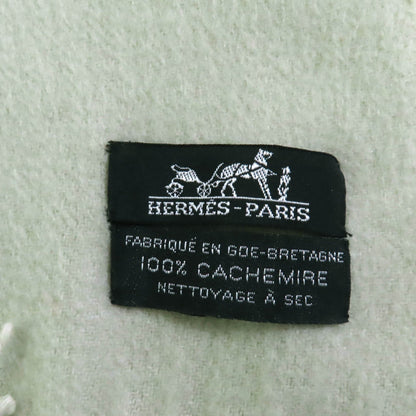 HERMÈS-PARIS
FABRIQUÉ EN GDE-BRETAGNE
100% CACHEMIRE
NETTOYAGE À SEC